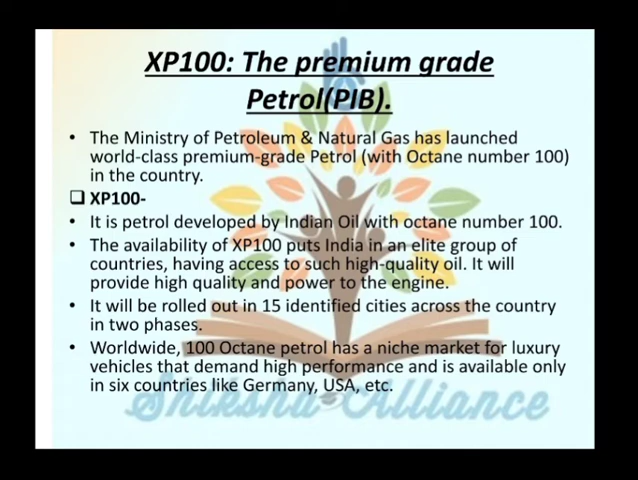 XP100: The premium grade
Petrol(PIB).
• The Ministry of Petroleum & Natural Gas has launched
world-class premium-grade Petrol (with Octane number 100)
in the country.
❑ XP100-
• It is petrol developed by Indian Oil with octane number 100.
• The availability of XP100 puts India in an elite group of
countries, having access to such high-quality oil. It will
provide high quality and power to the engine.
• It will be rolled out in 15 identified cities across the country
in two phases.
• Worldwide, 100 Octane petrol has a niche market for luxury
vehicles that demand high performance and is available only
in six countries like Germany, USA, etc.
Shiksha Alliance